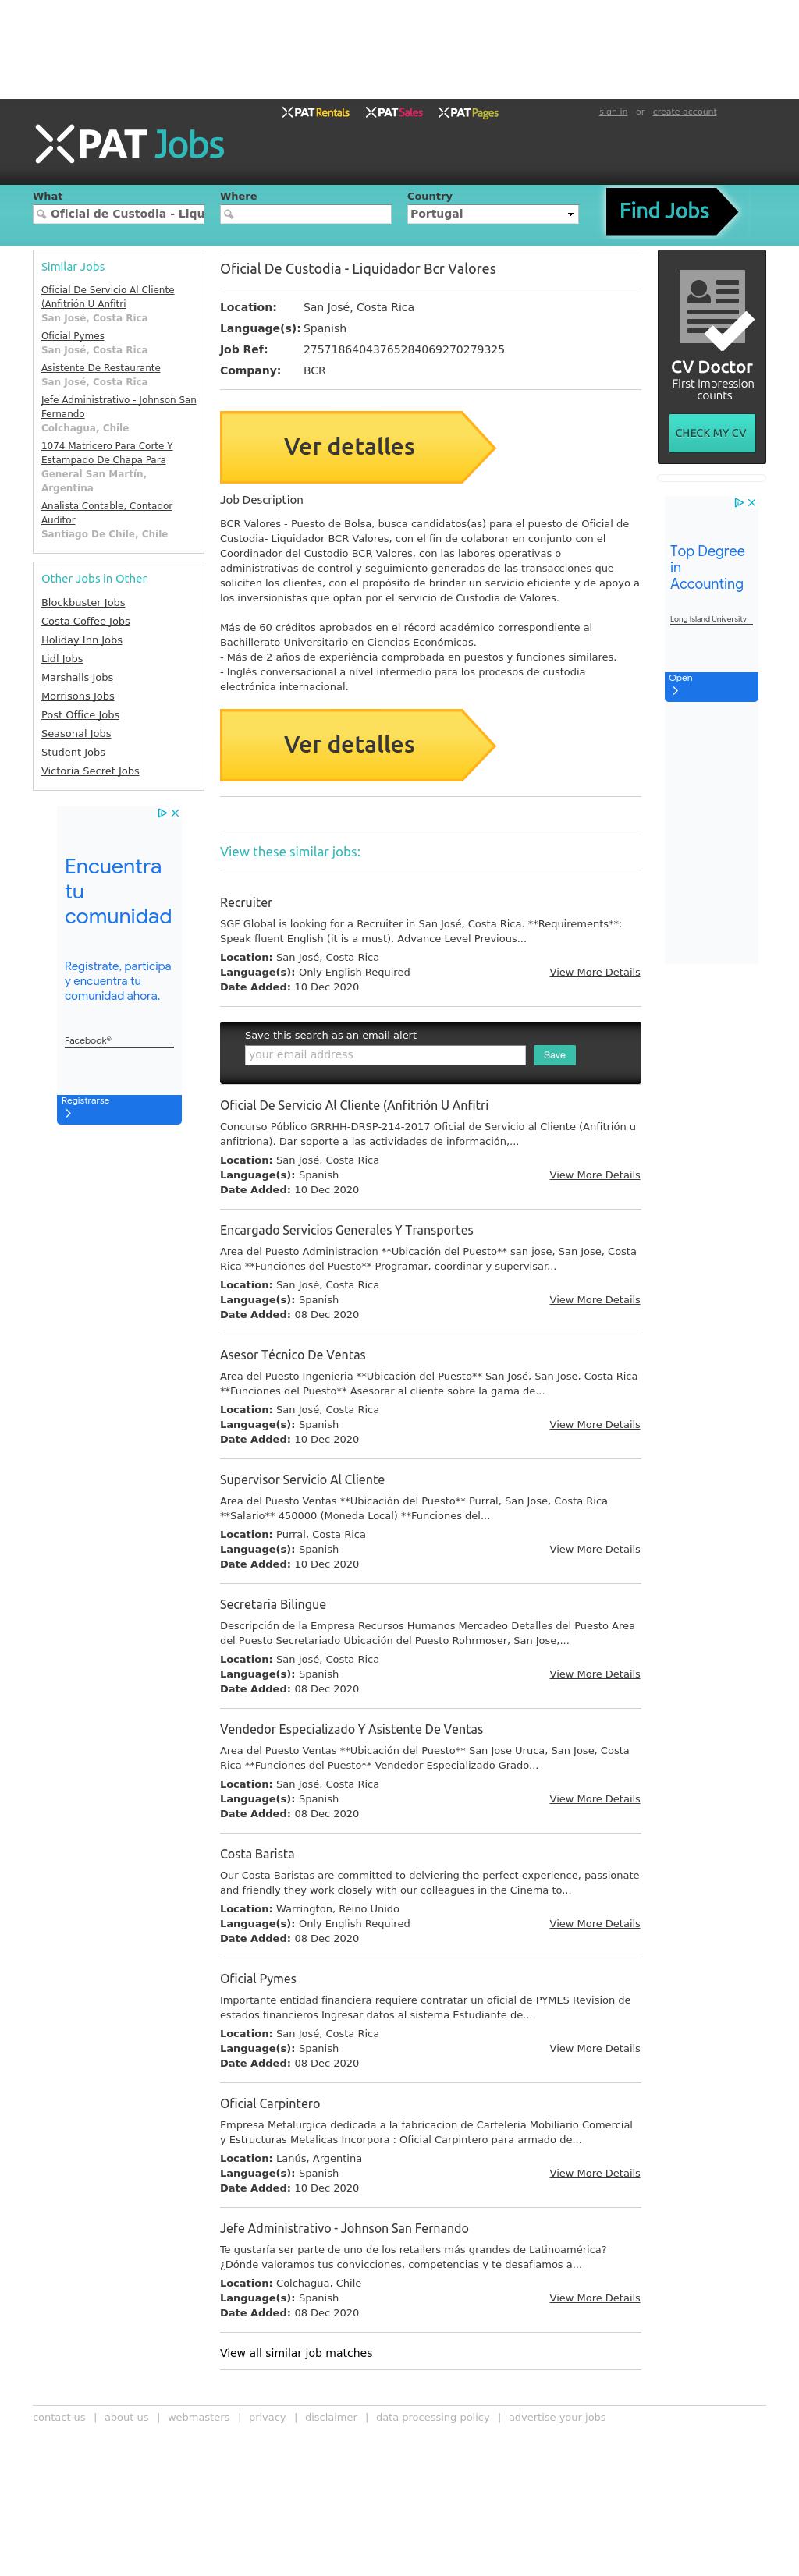 XPAT Rentals XPAT Sales XPAT Pages sign in or create account
XPAT Jobs
What Where Country
Oficial de Custodia - Liqu Portugal Find Jobs
Similar Jobs
Oficial De Servicio Al Cliente
(Anfitrión U Anfitri
San José, Costa Rica
Oficial Pymes
San José, Costa Rica
Asistente De Restaurante
San José, Costa Rica
Jefe Administrativo - Johnson San
Fernando
Colchagua, Chile
1074 Matricero Para Corte Y
Estampado De Chapa Para
General San Martín,
Argentina
Analista Contable, Contador
Auditor
Santiago De Chile, Chile
Other Jobs in Other
Blockbuster Jobs
Costa Coffee Jobs
Holiday Inn Jobs
Lidl Jobs
Marshalls Jobs
Morrisons Jobs
Post Office Jobs
Seasonal Jobs
Student Jobs
Victoria Secret Jobs
Encuentra
tu
comunidad
Regístrate, participa
y encuentra tu
comunidad ahora.
Facebook®
Registrarse
Oficial De Custodia - Liquidador Bcr Valores
Location: San José, Costa Rica
Language(s): Spanish
Job Ref: 27571864043765284069270279325
Company: BCR
Ver detalles
Job Description
BCR Valores - Puesto de Bolsa, busca candidatos(as) para el puesto de Oficial de
Custodia- Liquidador BCR Valores, con el fin de colaborar en conjunto con el
Coordinador del Custodio BCR Valores, con las labores operativas o
administrativas de control y seguimiento generadas de las transacciones que
soliciten los clientes, con el propósito de brindar un servicio eficiente y de apoyo a
los inversionistas que optan por el servicio de Custodia de Valores.
Más de 60 créditos aprobados en el récord académico correspondiente al
Bachillerato Universitario en Ciencias Económicas.
- Más de 2 años de experiência comprobada en puestos y funciones similares.
- Inglés conversacional a nível intermedio para los procesos de custodia
electrónica internacional.
Ver detalles
View these similar jobs:
Recruiter
SGF Global is looking for a Recruiter in San José, Costa Rica. **Requirements**:
Speak fluent English (it is a must). Advance Level Previous...
Location: San José, Costa Rica
Language(s): Only English Required View More Details
Date Added: 10 Dec 2020
Save this search as an email alert
your email address Save
Oficial De Servicio Al Cliente (Anfitrión U Anfitri
Concurso Público GRRHH-DRSP-214-2017 Oficial de Servicio al Cliente (Anfitrión u
anfitriona). Dar soporte a las actividades de información,...
Location: San José, Costa Rica
Language(s): Spanish View More Details
Date Added: 10 Dec 2020
Encargado Servicios Generales Y Transportes
Area del Puesto Administracion **Ubicación del Puesto** san jose, San Jose, Costa
Rica **Funciones del Puesto** Programar, coordinar y supervisar...
Location: San José, Costa Rica
Language(s): Spanish View More Details
Date Added: 08 Dec 2020
Asesor Técnico De Ventas
Area del Puesto Ingenieria **Ubicación del Puesto** San José, San Jose, Costa Rica
**Funciones del Puesto** Asesorar al cliente sobre la gama de...
Location: San José, Costa Rica
Language(s): Spanish View More Details
Date Added: 10 Dec 2020
Supervisor Servicio Al Cliente
Area del Puesto Ventas **Ubicación del Puesto** Purral, San Jose, Costa Rica
**Salario** 450000 (Moneda Local) **Funciones del...
Location: Purral, Costa Rica
Language(s): Spanish View More Details
Date Added: 10 Dec 2020
Secretaria Bilingue
Descripción de la Empresa Recursos Humanos Mercadeo Detalles del Puesto Area
del Puesto Secretariado Ubicación del Puesto Rohrmoser, San Jose,...
Location: San José, Costa Rica
Language(s): Spanish View More Details
Date Added: 08 Dec 2020
Vendedor Especializado Y Asistente De Ventas
Area del Puesto Ventas **Ubicación del Puesto** San Jose Uruca, San Jose, Costa
Rica **Funciones del Puesto** Vendedor Especializado Grado...
Location: San José, Costa Rica
Language(s): Spanish View More Details
Date Added: 08 Dec 2020
Costa Barista
Our Costa Baristas are committed to delviering the perfect experience, passionate
and friendly they work closely with our colleagues in the Cinema to...
Location: Warrington, Reino Unido
Language(s): Only English Required View More Details
Date Added: 08 Dec 2020
Oficial Pymes
Importante entidad financiera requiere contratar un oficial de PYMES Revision de
estados financieros Ingresar datos al sistema Estudiante de...
Location: San José, Costa Rica
Language(s): Spanish View More Details
Date Added: 08 Dec 2020
Oficial Carpintero
Empresa Metalurgica dedicada a la fabricacion de Carteleria Mobiliario Comercial
y Estructuras Metalicas Incorpora : Oficial Carpintero para armado de...
Location: Lanús, Argentina
Language(s): Spanish View More Details
Date Added: 10 Dec 2020
Jefe Administrativo - Johnson San Fernando
Te gustaría ser parte de uno de los retailers más grandes de Latinoamérica?
¿Dónde valoramos tus convicciones, competencias y te desafiamos a...
Location: Colchagua, Chile
Language(s): Spanish View More Details
Date Added: 08 Dec 2020
View all similar job matches
CV Doctor
First Impression
counts
CHECK MY CV
Top Degree
in
Accounting
Long Island University
Open
contact us | about us | webmasters | privacy | disclaimer | data processing policy | advertise your jobs